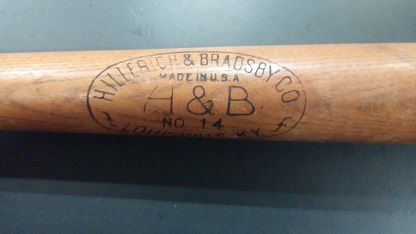 HILLERICH & BRADSBY CO
MADE IN U.S.A
H & B.
NO 14
LOUISVILLE KY